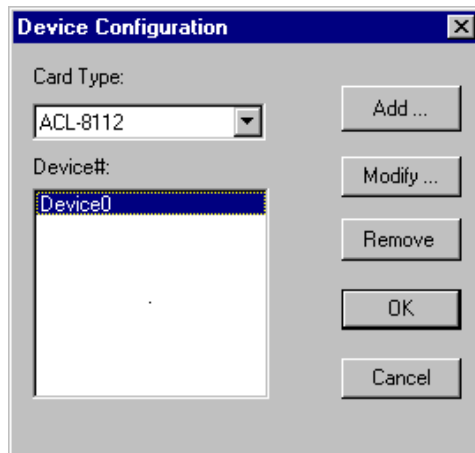 Device Configuration
Card Type:
ACL-8112
Add ...
Device#:
Modify ...
Device0
Remove
OK
Cancel